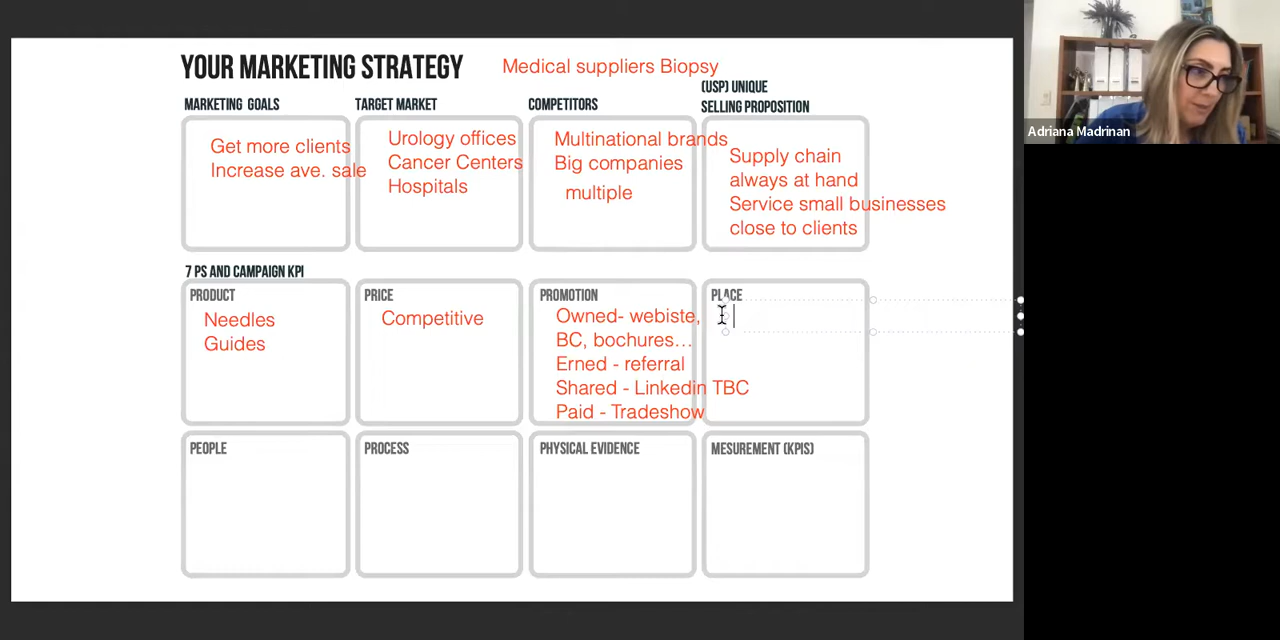 YOUR MARKETING STRATEGY
Medical suppliers Biopsy
MARKETING GOALS
TARGET MARKET
COMPETITORS
(USP) UNIQUE
SELLING PROPOSITION
Get more clients
Increase ave. sale
Urology offices
Cancer Centers
Hospitals
Multinational brands
Big companies
multiple
Supply chain
always at hand
Service small businesses
close to clients
7 PS AND CAMPAIGN KPI
PRODUCT
Needles
Guides
PRICE
Competitive
PROMOTION
Owned- webiste,
BC, bochures...
Erned - referral
Shared - Linkedin TBC
Paid - Tradeshow
PLACE
PEOPLE
PROCESS
PHYSICAL EVIDENCE
MESUREMENT (KPIS)
Adriana Madrinan